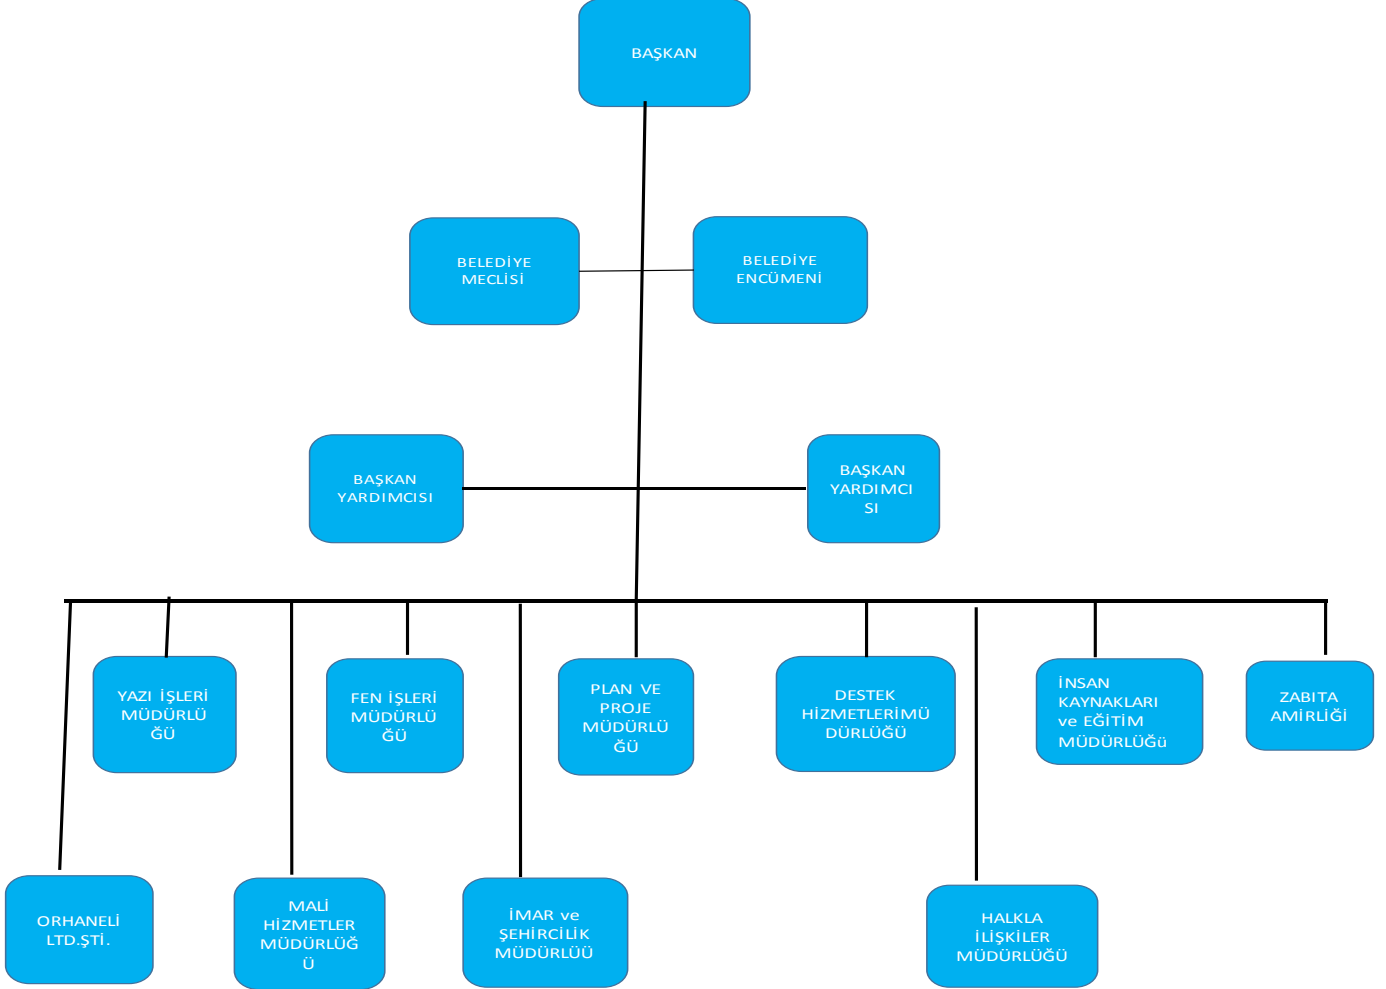 BAŞKAN
BELEDİYE
MECLİSİ
BELEDİYE
ENCÜMENİ
BAŞKAN
YARDIMCISI
BAŞKAN
YARDIMCI
SI
YAZI İŞLERİ
MÜDÜRLÜ
ĞÜ
FEN İŞLERİ
MÜDÜRLÜ
ĞÜ
PLAN VE
PROJE
MÜDÜRLÜ
ĞÜ
DESTEK
HİZMETLERİMÜ
DÜRLÜĞÜ
İNSAN
KAYNAKLARI
ve EĞİTİM
MÜDÜRLÜĞü
ZABITA
AMİRLİĞİ
ORHANELİ
LTD.ŞTİ.
MALİ
HİZMETLER
MÜDÜRLÜĞ
Ü
İMAR ve
ŞEHİRCİLİK
MÜDÜRLÜÜ
HALKLA
İLİŞKİLER
MÜDÜRLÜĞÜ